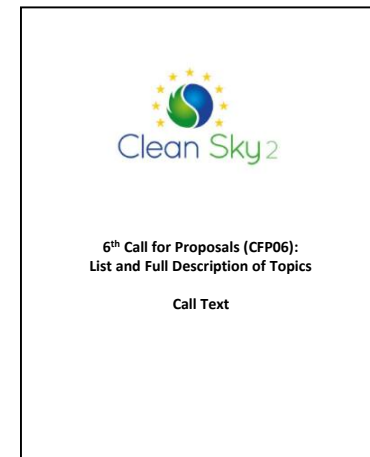 Clean Sky 2
6th Call for Proposals (CFP06):
List and Full Description of Topics
Call Text